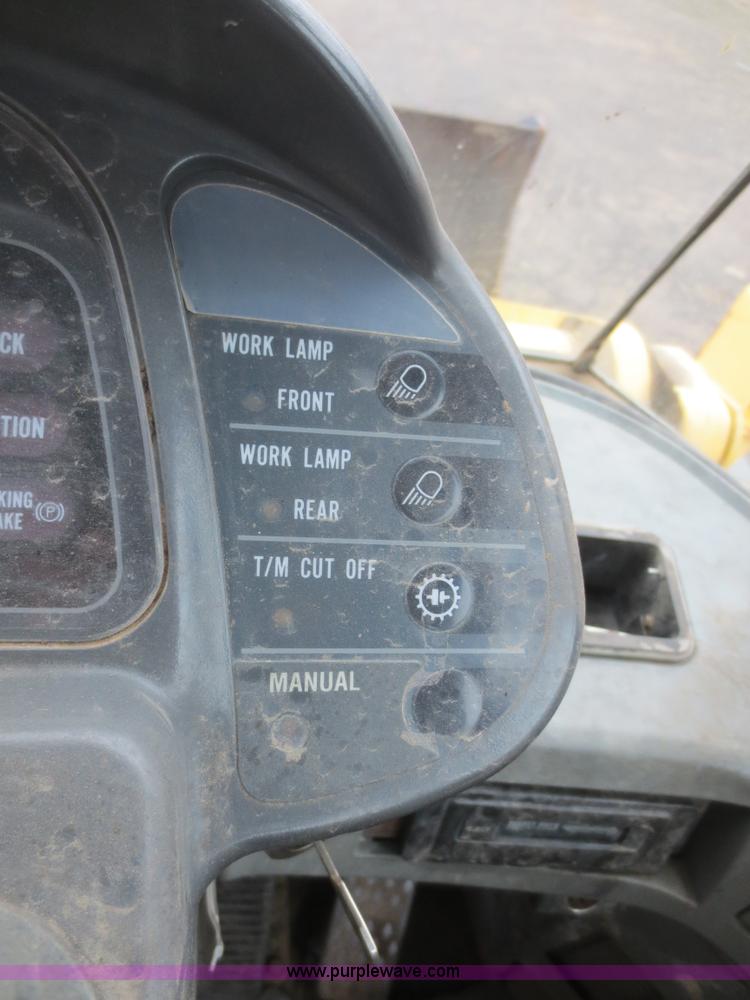 CK
TION
KING
AKE
(P)
WORK LAMP
FRONT
WORK LAMP
REAR
T/M CUT OFF
MANUAL
www.purplewave.com